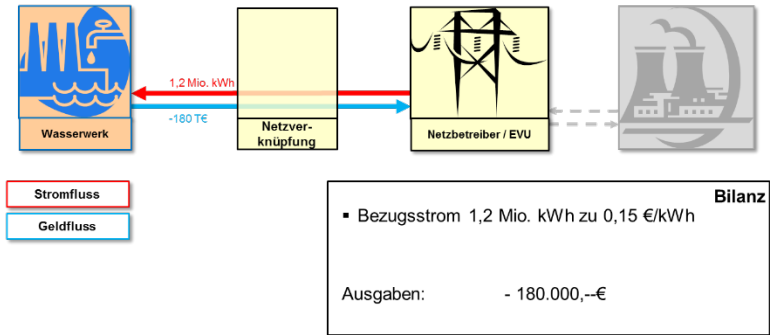 1,2 Mio. kWh
-180 T€
Wasserwerk
Netzver-
knüpfung
Netzbetreiber / EVU
Stromfluss
Geldfluss
Bilanz
▪ Bezugsstrom 1,2 Mio. kWh zu 0,15 €/kWh
Ausgaben: - 180.000,--€